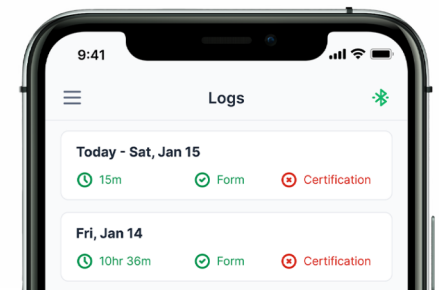 9:41
Logs
Today - Sat, Jan 15
15m Form Certification
Fri, Jan 14
10hr 36m Form Certification